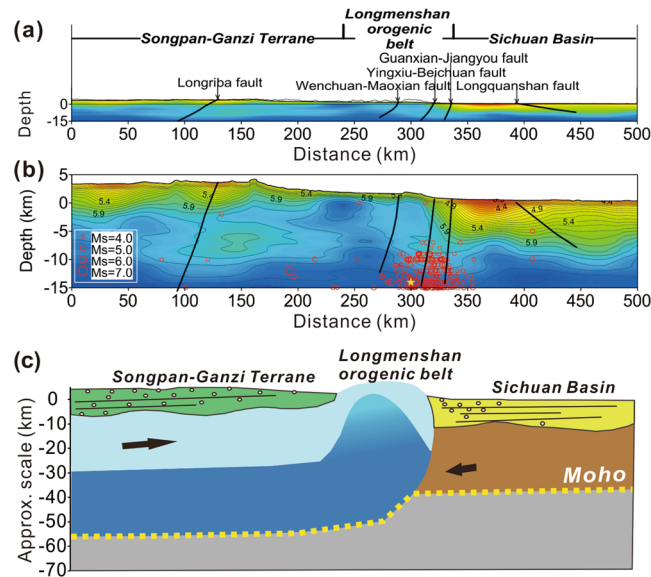 (a)
Songpan-Ganzi Terrane
Longmenshan
orogenic
belt
Sichuan Basin
Guanxian-Jiangyou fault
Yingxiu-Beichuan fault
Longriba fault
Wenchuan-Maoxian fault
Longquanshan fault
Depth
0
-15
0 50 100 150 200 250 300 350 400 450 500
Distance (km)
(b)
Depth (km)
5
0
-5
-10
-15
5.4
5.9
5.4
5.9
5.4
5.9
4.9
5.9
4.4
4.9
4.4
5.4
5.9
Ms=4.0
Ms=5.0
Ms=6.0
Ms=7.0
0 50 100 150 200 250 300 350 400 450 500
Distance (km)
(c)
Songpan-Ganzi Terrane
Longmenshan
orogenic belt
Sichuan Basin
Approx. scale (km)
0
-10
-20
-30
-40
-50
-60
-70
Moho